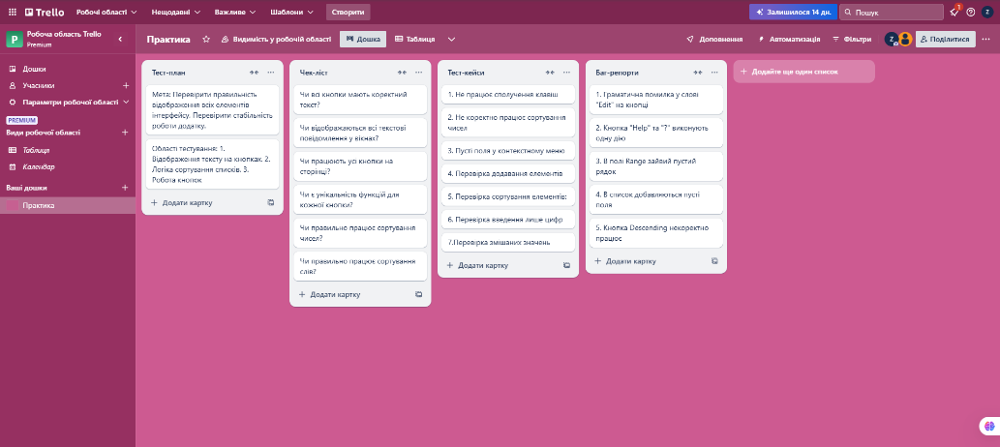 Trello
Робочі області
Нещодавні
Важливе
Шаблони
Створити
Залишилося 14 дн.
Пошук
1
Z
P
Робоча область Trello
Premium
Дошки
Учасники
Параметри робочої області
PREMIUM
Види робочої області
Таблиця
Календар
Ваші дошки
Практика
Практика
Видимість у робочій області
Дошка
Таблиця
Доповнення
Автоматизація
Фільтри
Z
Поділитися
Тест-план
Мета: Перевірити правильність
відображення всіх елементів
інтерфейсу. Перевірити стабільність
роботи додатку.
Області тестування: 1.
Відображення тексту на кнопках. 2.
Логіка сортування списків. 3.
Робота кнопок
Додати картку
Чек-ліст
Чи всі кнопки мають коректний
текст?
Чи відображаються всі текстові
повідомлення у вікнах?
Чи працюють усі кнопки на
сторінці?
Чи є унікальність функцій для
кожної кнопки?
Чи правильно працює сортування
чисел?
Чи правильно працює сортування
слів?
Додати картку
Тест-кейси
1. Не працює сполучення клавіш
2. Не коректно працює сортування
чисел
3. Пусті поля у контекстному меню
4. Перевірка додавання елементів
5. Перевірка сортування елементів:
6. Перевірка введення лише цифр
7.Перевірка змішаних значень
Додати картку
Баг-репорти
1. Граматична помилка у слові
"Edit" на кнопці
2. Кнопка "Help" та "?" виконують
одну дію
3. В полі Range зайвий пустий
рядок
4. В список добавляються пусті
поля
5. Кнопка Descending некоректно
працює
Додати картку
Додайте ще один список